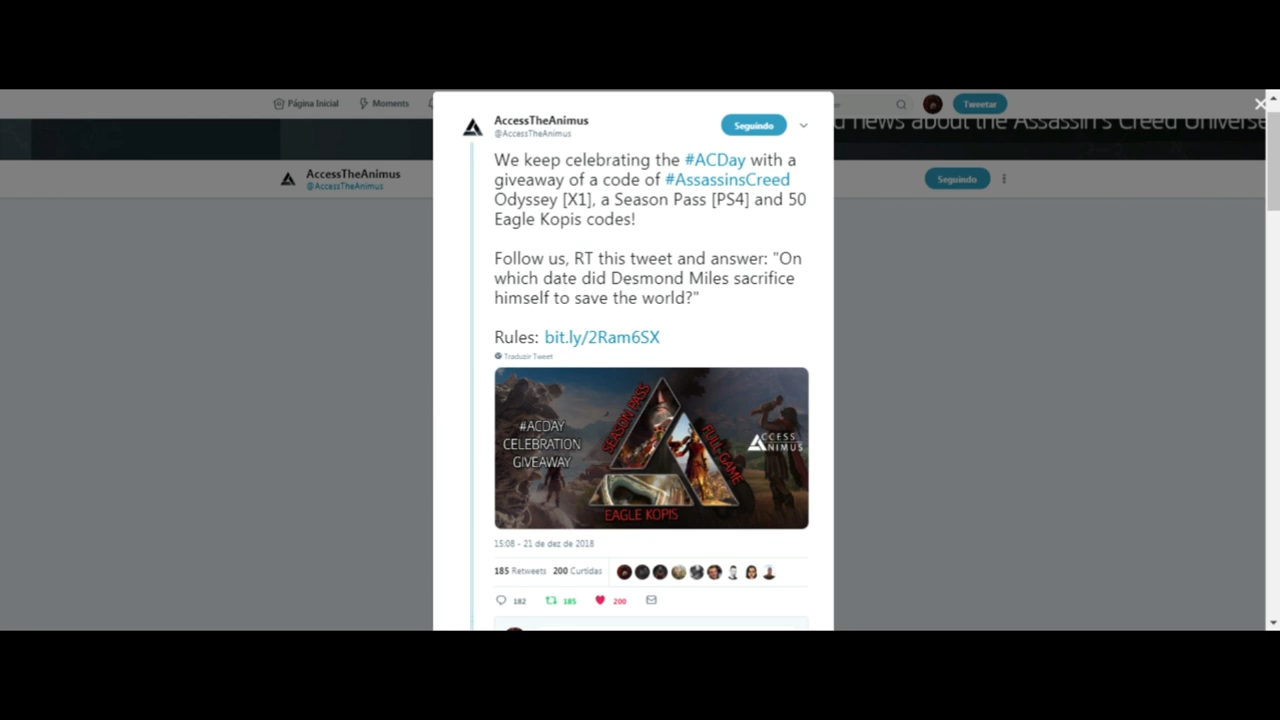 Página Inicial
Moments
Tweetar
d news about the Assassin's Creed Universe
AccessTheAnimus
@AccessTheAnimus
Seguindo
AccessTheAnimus
@AccessTheAnimus
Seguindo
We keep celebrating the #ACDay with a
giveaway of a code of #AssassinsCreed
Odyssey [X1], a Season Pass [PS4] and 50
Eagle Kopis codes!
Follow us, RT this tweet and answer: "On
which date did Desmond Miles sacrifice
himself to save the world?"
Rules: bit.ly/2Ram6SX
Traduzir Tweet
#ACDAY
CELEBRATION
GIVEAWAY
SEASON PASS
FULL GAME
EAGLE KOPIS
ACCESS
ANIMUS
15:08 - 21 de dez de 2018
185 Retweets 200 Curtidas
182 185 200